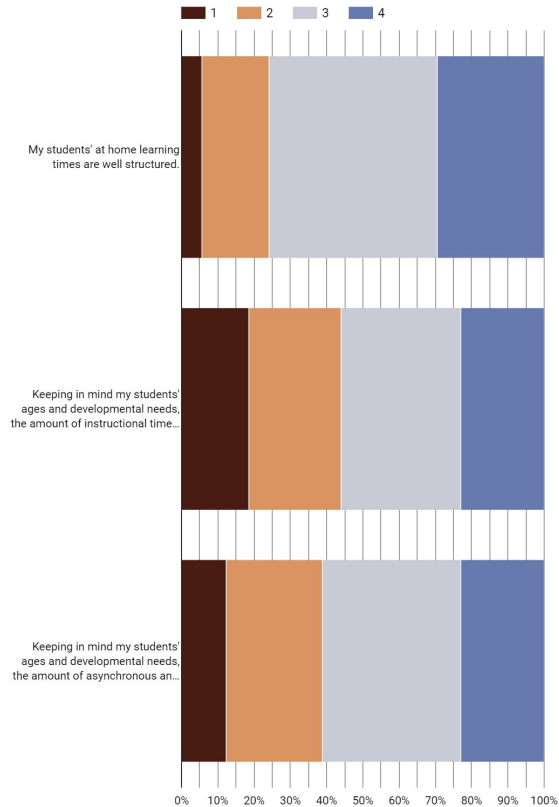 1 2 3 4
My students' at home learning
times are well structured.
Keeping in mind my students'
ages and developmental needs,
the amount of instructional time...
Keeping in mind my students'
ages and developmental needs,
the amount of asynchronous an...
0% 10% 20% 30% 40% 50% 60% 70% 80% 90% 100%